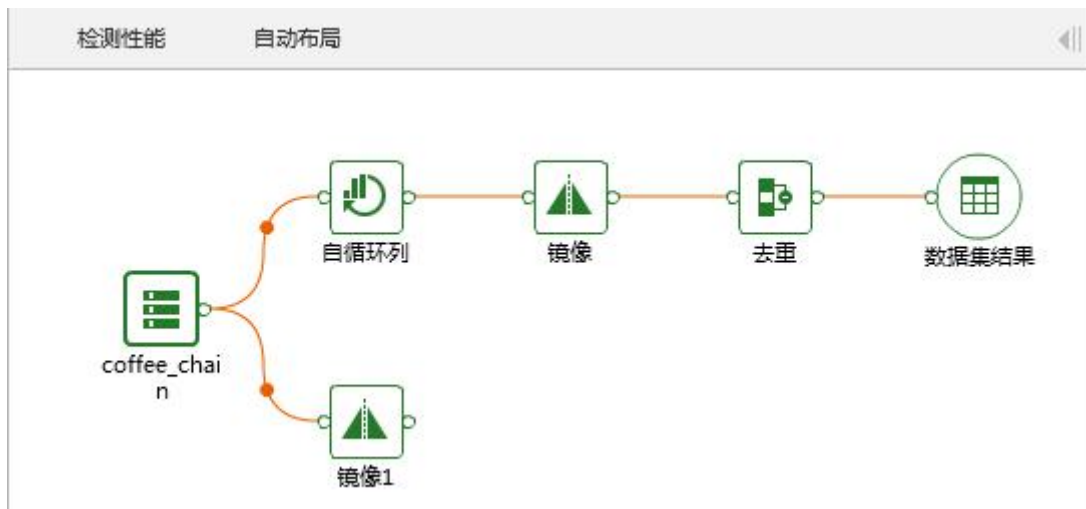 检测性能
自动布局
自循环列
镜像
去重
数据集结果
coffee_chai
n
镜像1